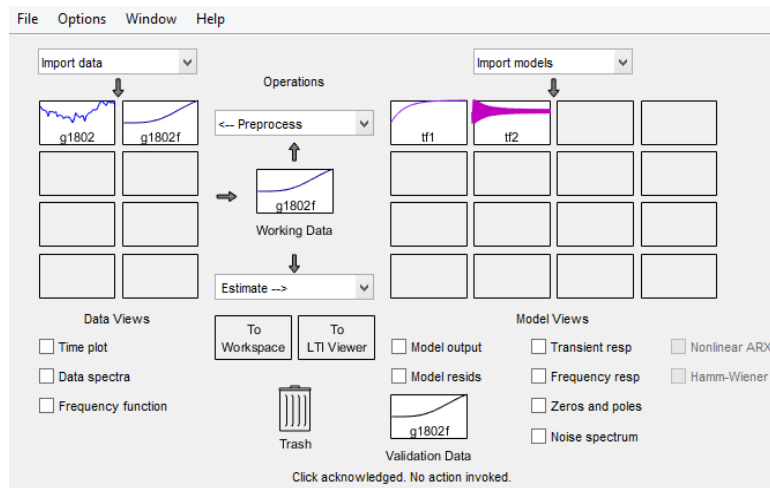 File Options Window Help
Import data
Import models
Operations
g1802
g1802f
<-- Preprocess
tf1
tf2
g1802f
Working Data
Estimate -->
Data Views
Model Views
To
Workspace
To
LTI Viewer
Time plot
Data spectra
Frequency function
Model output
Model resids
Transient resp
Frequency resp
Zeros and poles
Noise spectrum
Nonlinear ARX
Hamm-Wiener
Trash
g1802f
Validation Data
Click acknowledged. No action invoked.